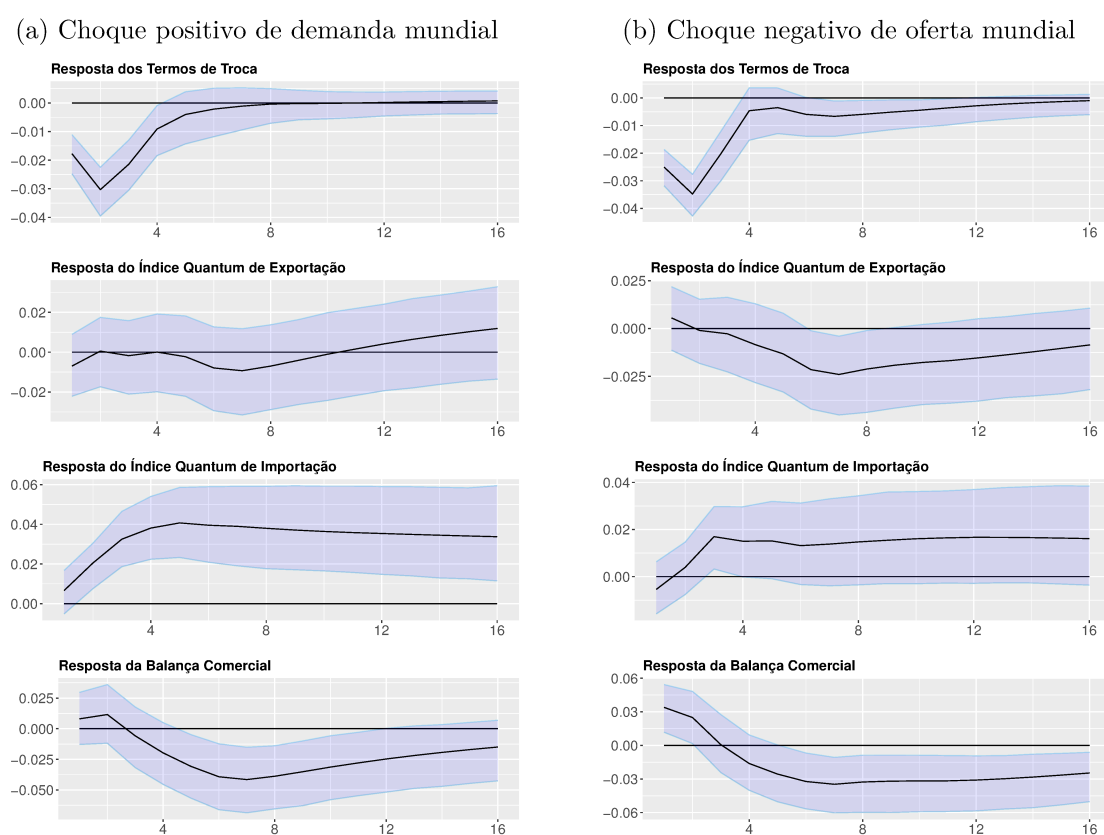 (a) Choque positivo de demanda mundial
Resposta dos Termos de Troca
0.00
−0.01
−0.02
−0.03
−0.04
4 8 12 16
Resposta do Índice Quantum de Exportação
0.02
0.00
−0.02
4 8 12 16
Resposta do Índice Quantum de Importação
0.06
0.04
0.02
0.00
4 8 12 16
Resposta da Balança Comercial
0.025
0.000
−0.025
−0.050
4 8 12 16
(b) Choque negativo de oferta mundial
Resposta dos Termos de Troca
0.00
−0.01
−0.02
−0.03
−0.04
4 8 12 16
Resposta do Índice Quantum de Exportação
0.025
0.000
−0.025
4 8 12 16
Resposta do Índice Quantum de Importação
0.04
0.02
0.00
4 8 12 16
Resposta da Balança Comercial
0.06
0.03
0.00
−0.03
−0.06
4 8 12 16